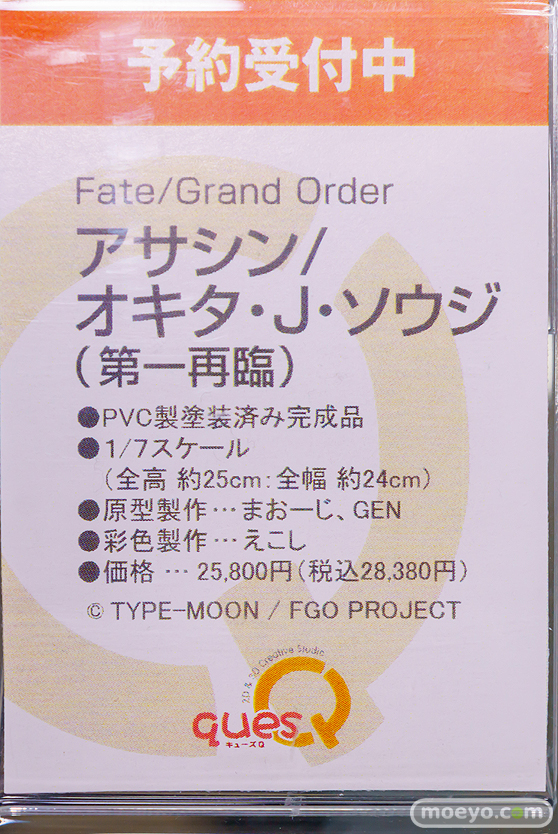 予約受付中
Fate/Grand Order
アサシン/
オキタ・J・ソウジ
(第一再臨)
●PVC製塗装済み完成品
●1/7スケール
(全高 約25cm:全幅 約24cm)
●原型製作…まおーじ、GEN
●彩色製作…えこし
●価格 … 25,800円(税込28,380円)
© TYPE-MOON / FGO PROJECT
2D & 3D Creative Studio
quesQ
キューズQ
moeyo.com